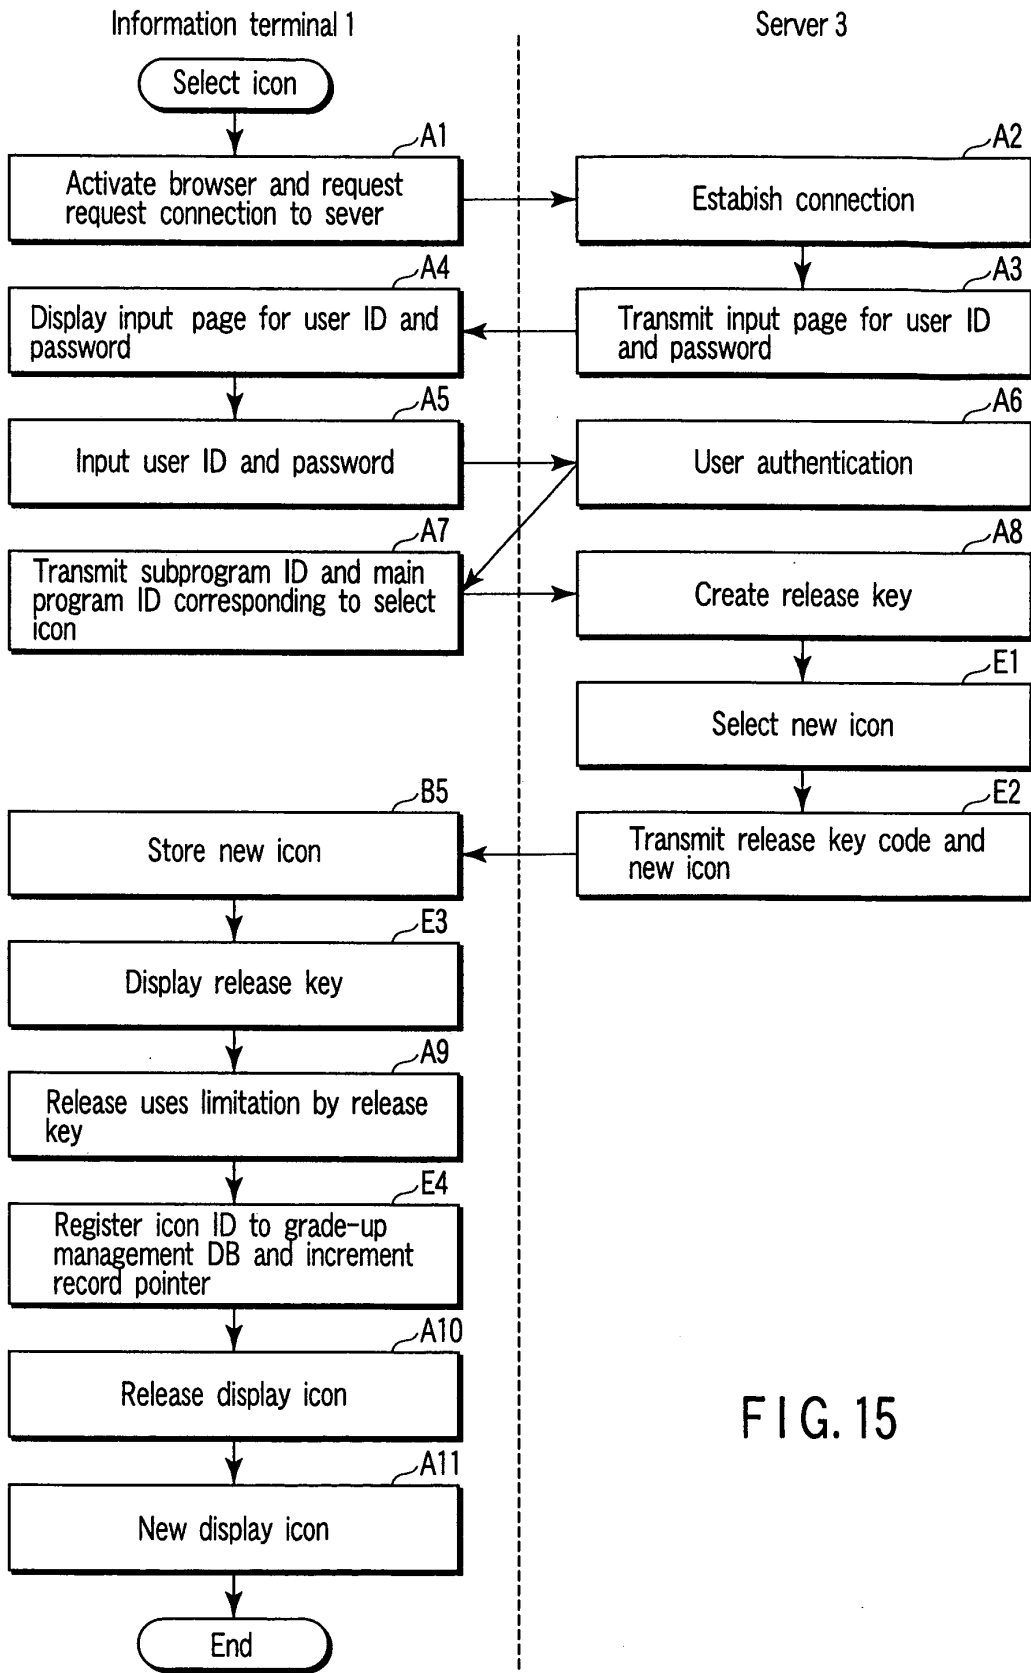 Information terminal 1
Server 3
Select icon
A1
Activate browser and request
request connection to sever
A2
Estabish connection
A4
Display input page for user ID and
password
A3
Transmit input page for user ID
and password
A5
Input user ID and password
A6
User authentication
A7
Transmit subprogram ID and main
program ID corresponding to select
icon
A8
Create release key
E1
Select new icon
E2
Transmit release key code and
new icon
B5
Store new icon
E3
Display release key
A9
Release uses limitation by release
key
E4
Register icon ID to grade-up
management DB and increment
record pointer
A10
Release display icon
A11
New display icon
End
FIG. 15